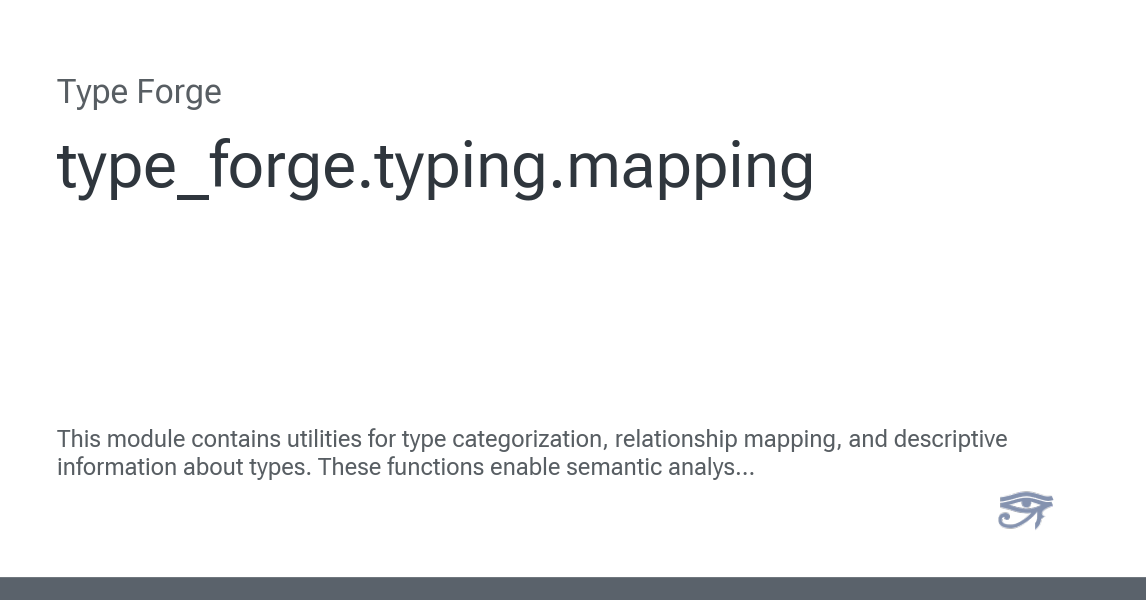 Type Forge
type_forge.typing.mapping
This module contains utilities for type categorization, relationship mapping, and descriptive
information about types. These functions enable semantic analys...